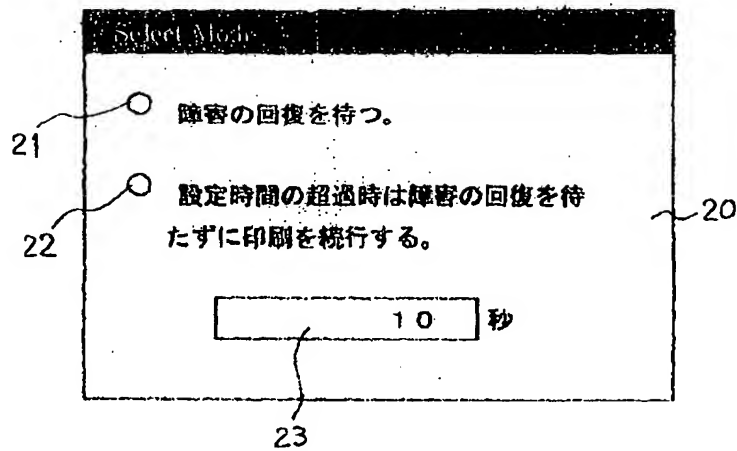 Select Mode
21
障害の回復を待つ。
22
設定時間の超過時は障害の回復を待
たずに印刷を続行する。
20
10 秒
23